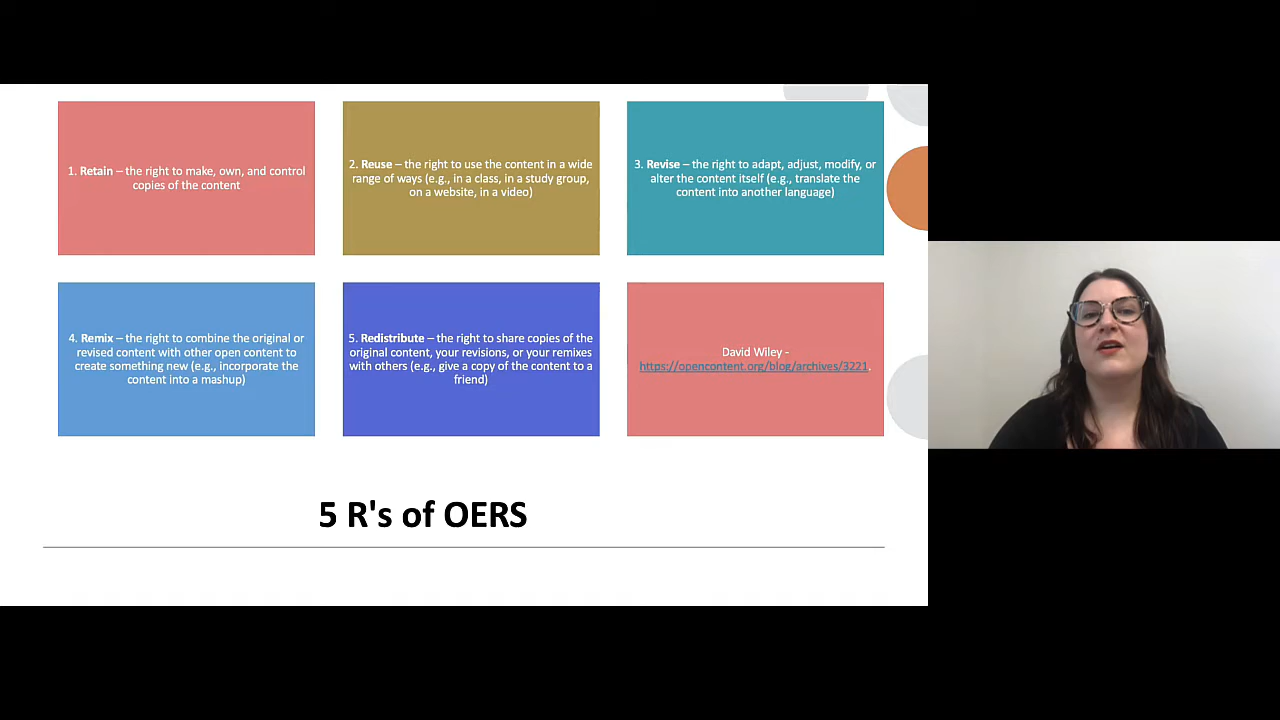 1. Retain – the right to make, own, and control
copies of the content
2. Reuse – the right to use the content in a wide
range of ways (e.g., in a class, in a study group,
on a website, in a video)
3. Revise – the right to adapt, adjust, modify, or
alter the content itself (e.g., translate the
content into another language)
4. Remix – the right to combine the original or
revised content with other open content to
create something new (e.g., incorporate the
content into a mashup)
5. Redistribute – the right to share copies of the
original content, your revisions, or your remixes
with others (e.g., give a copy of the content to a
friend)
David Wiley -
https://opencontent.org/blog/archives/3221.
5 R's of OERS